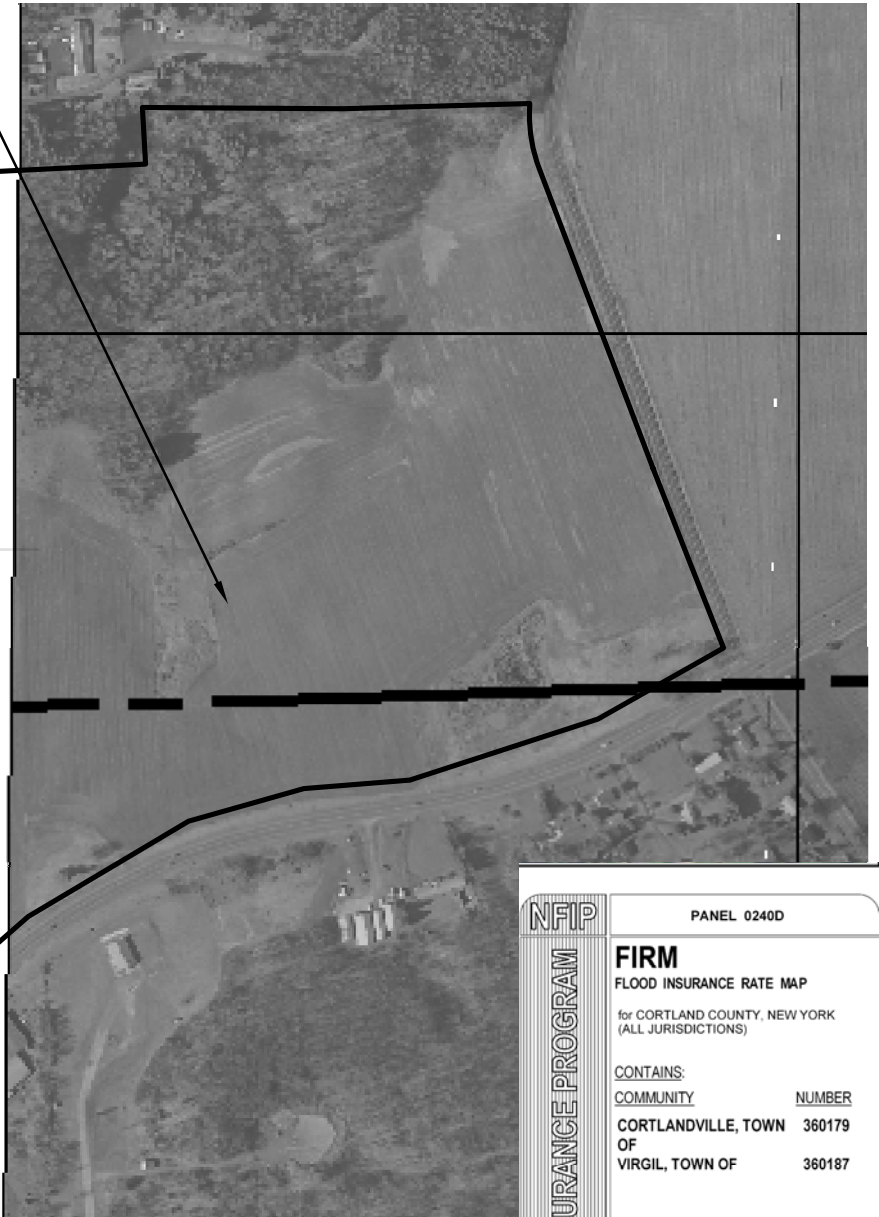 NFIP
PANEL 0240D
URANCE PROGRAM
FIRM
FLOOD INSURANCE RATE MAP
for CORTLAND COUNTY, NEW YORK
(ALL JURISDICTIONS)
CONTAINS:
COMMUNITY NUMBER
CORTLANDVILLE, TOWN 360179
OF
VIRGIL, TOWN OF 360187